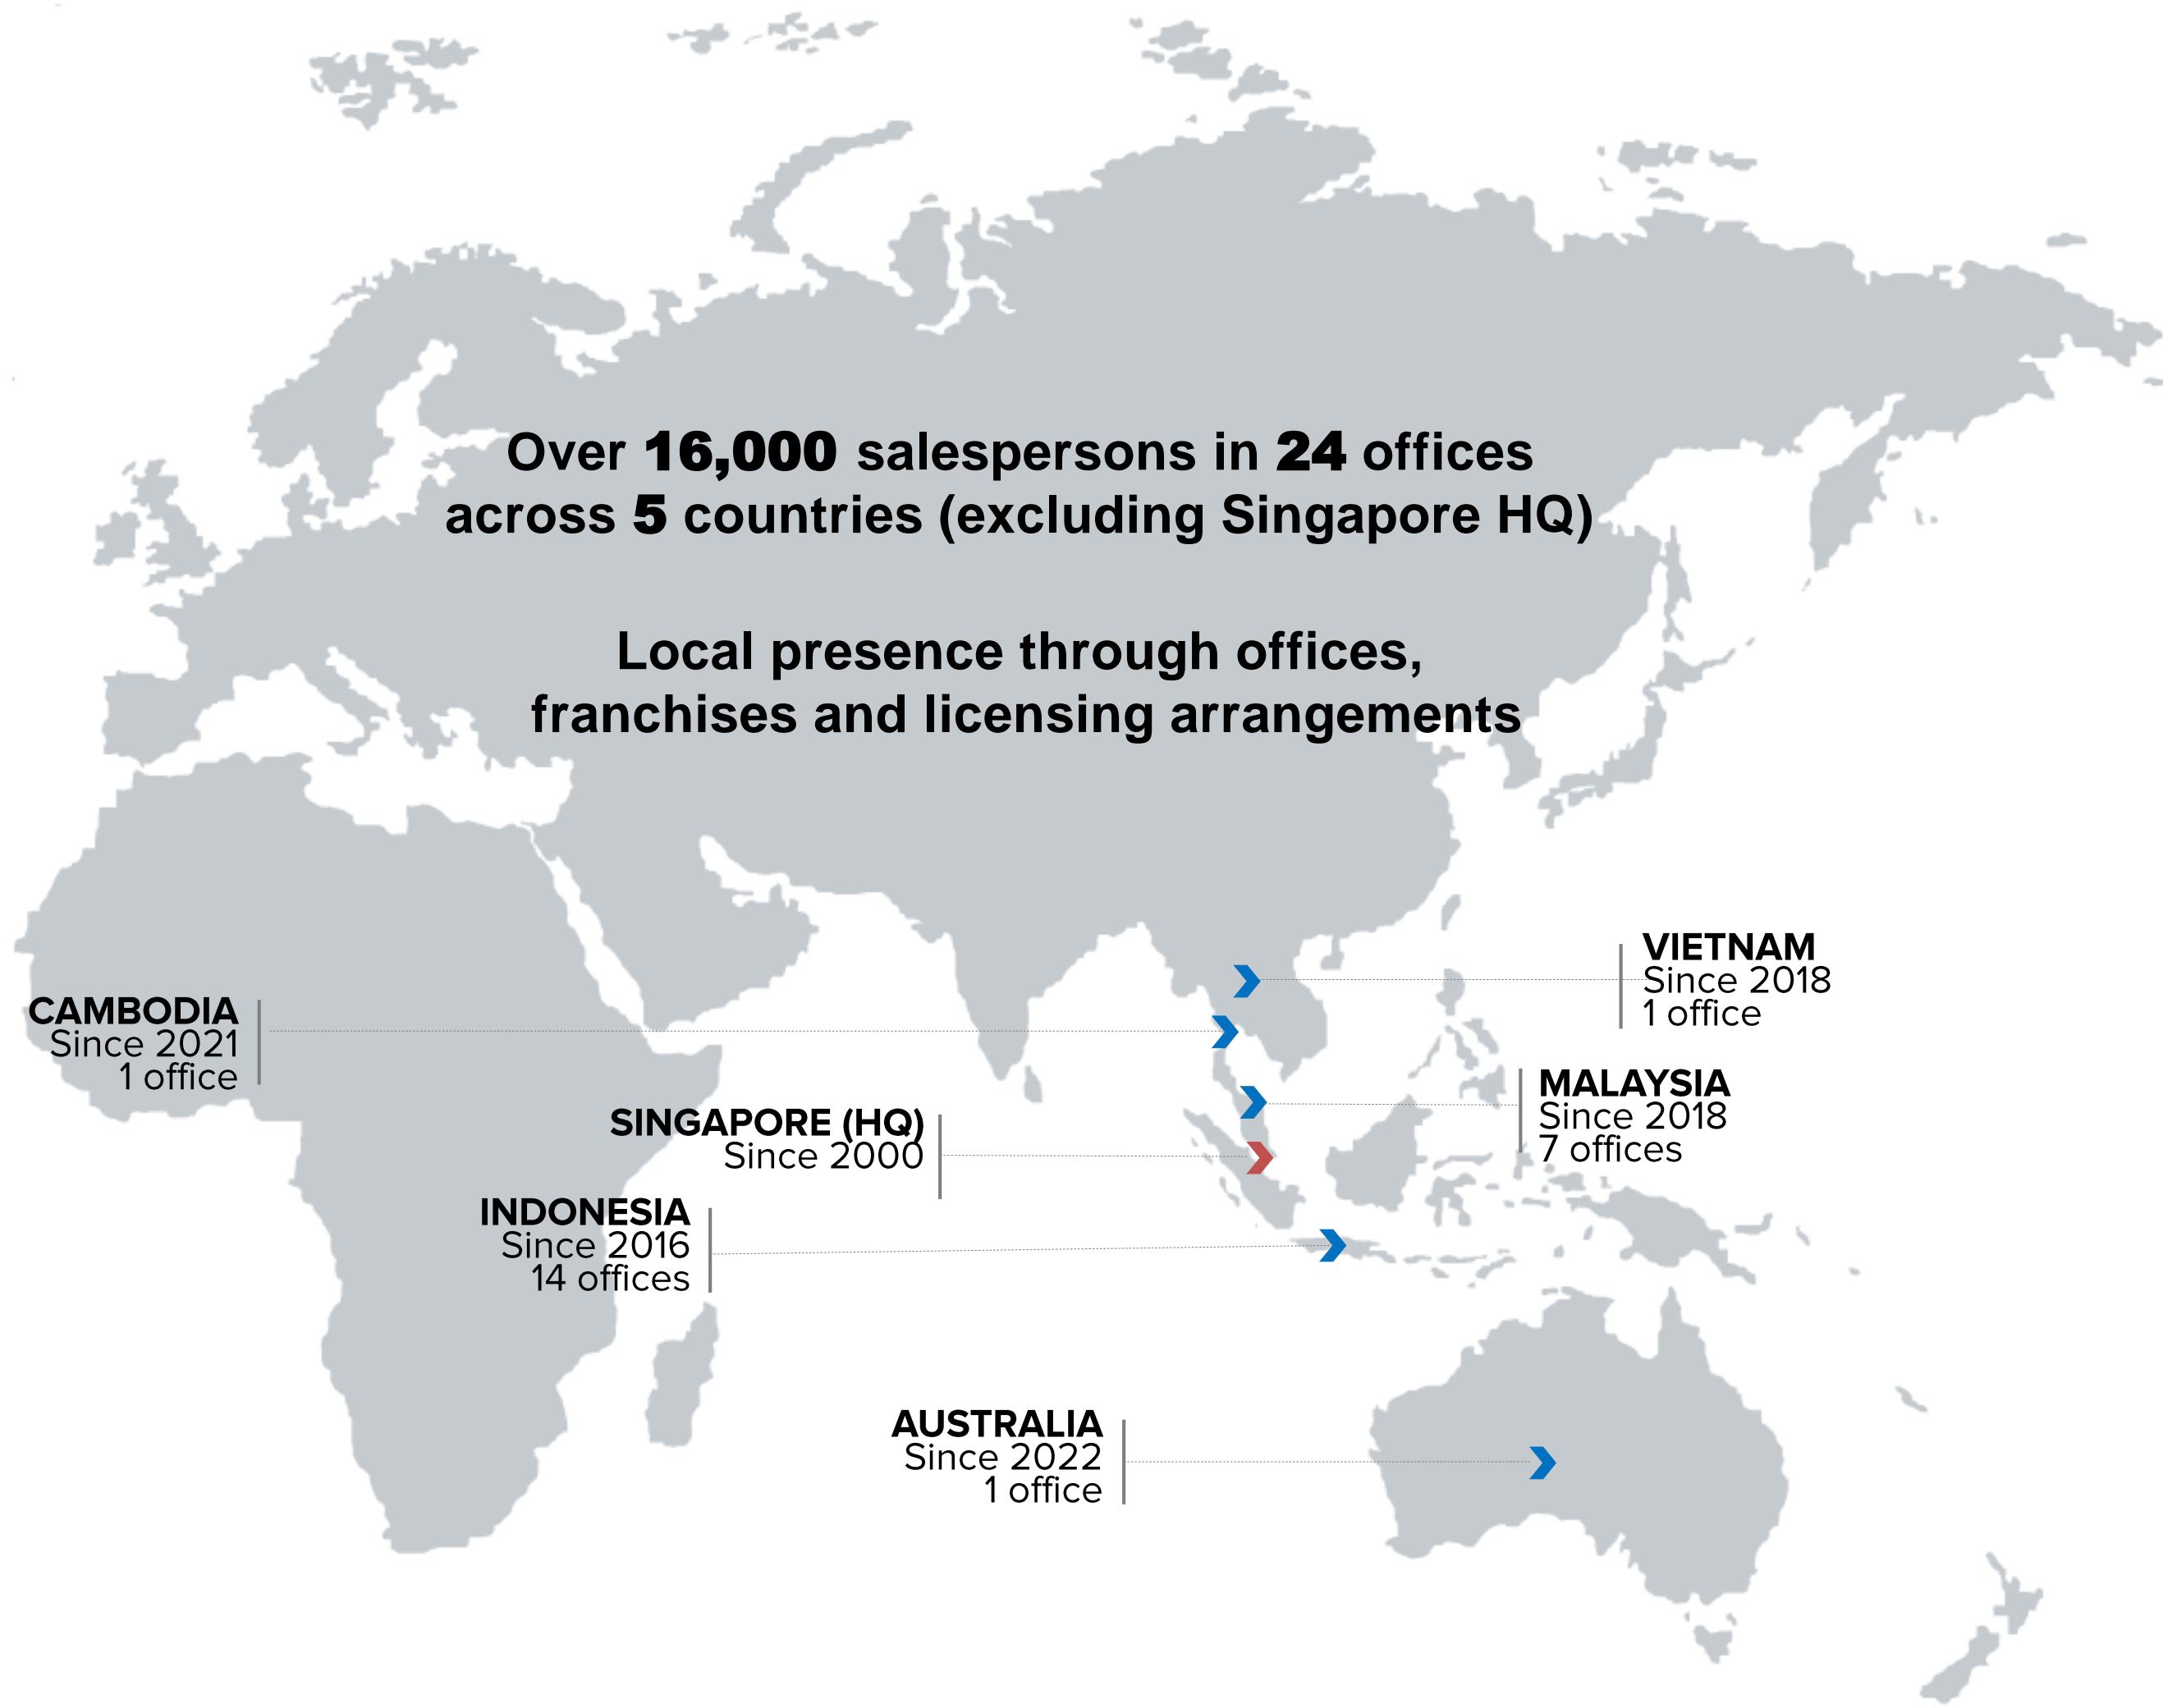 Over 16,000 salespersons in 24 offices
across 5 countries (excluding Singapore HQ)
Local presence through offices,
franchises and licensing arrangements
VIETNAM
Since 2018
1 office
CAMBODIA
Since 2021
1 office
MALAYSIA
Since 2018
7 offices
SINGAPORE (HQ)
Since 2000
INDONESIA
Since 2016
14 offices
AUSTRALIA
Since 2022
1 office